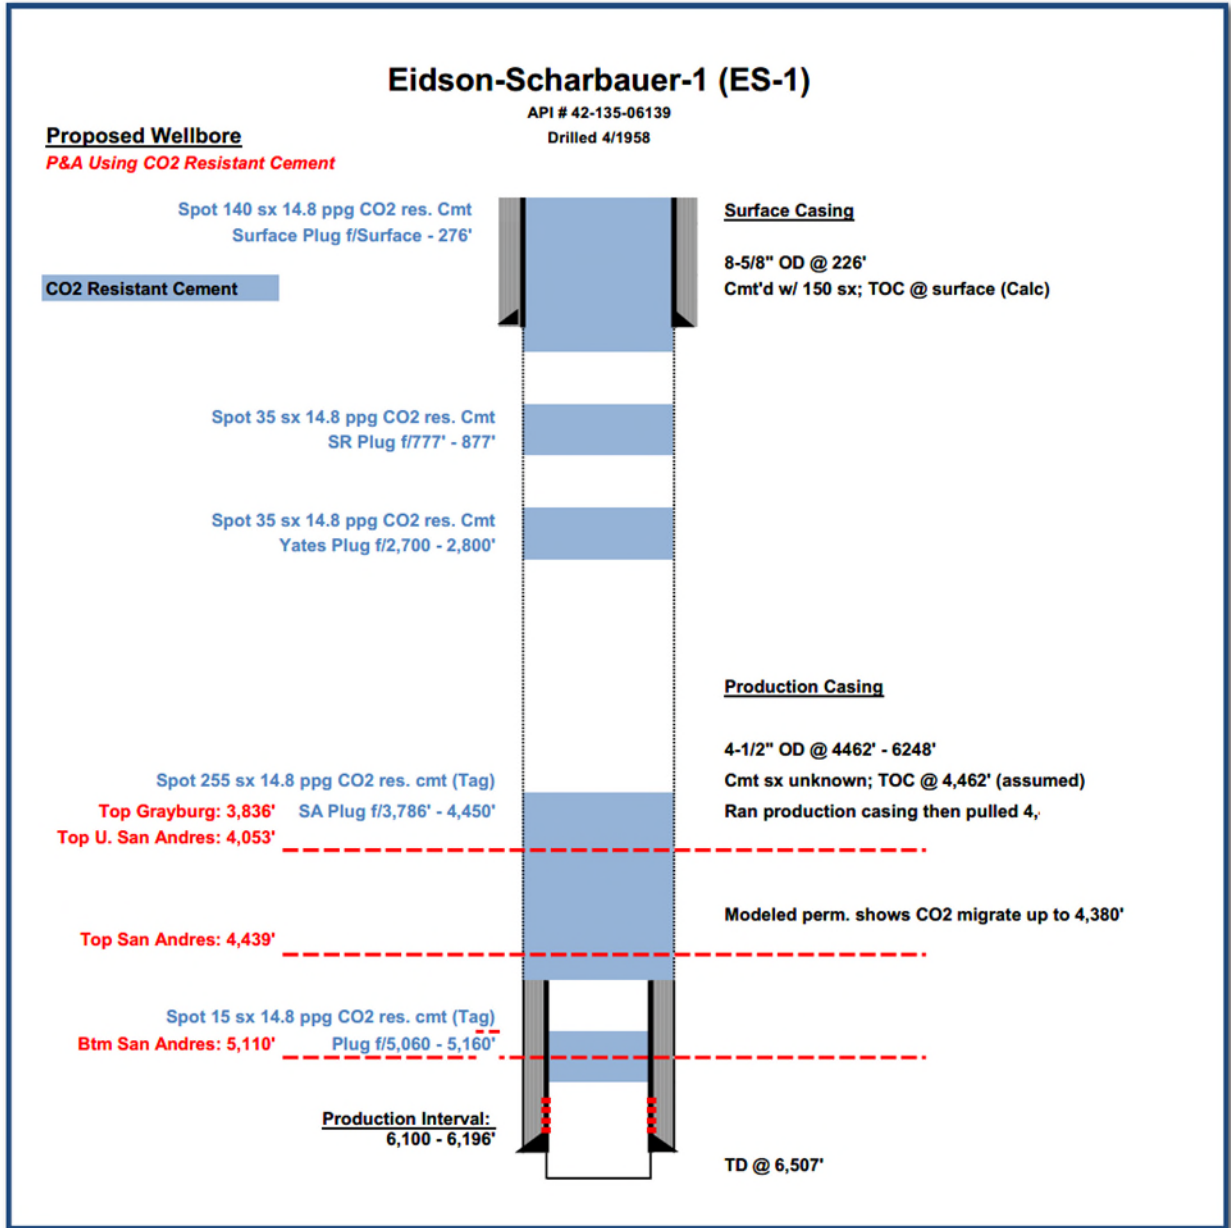 Eidson-Scharbauer-1 (ES-1)
API # 42-135-06139
Drilled 4/1958
Proposed Wellbore
P&A Using CO2 Resistant Cement
Spot 140 sx 14.8 ppg CO2 res. Cmt
Surface Plug f/Surface - 276'
CO2 Resistant Cement
Surface Casing
8-5/8" OD @ 226'
Cmt'd w/ 150 sx; TOC @ surface (Calc)
Spot 35 sx 14.8 ppg CO2 res. Cmt
SR Plug f/777' - 877'
Spot 35 sx 14.8 ppg CO2 res. Cmt
Yates Plug f/2,700 - 2,800'
Production Casing
4-1/2" OD @ 4462' - 6248'
Cmt sx unknown; TOC @ 4,462' (assumed)
Ran production casing then pulled 4,
Spot 255 sx 14.8 ppg CO2 res. cmt (Tag)
Top Grayburg: 3,836' SA Plug f/3,786' - 4,450'
Top U. San Andres: 4,053'
Modeled perm. shows CO2 migrate up to 4,380'
Top San Andres: 4,439'
Spot 15 sx 14.8 ppg CO2 res. cmt (Tag)
Btm San Andres: 5,110' Plug f/5,060 - 5,160'
Production Interval:
6,100 - 6,196'
TD @ 6,507'